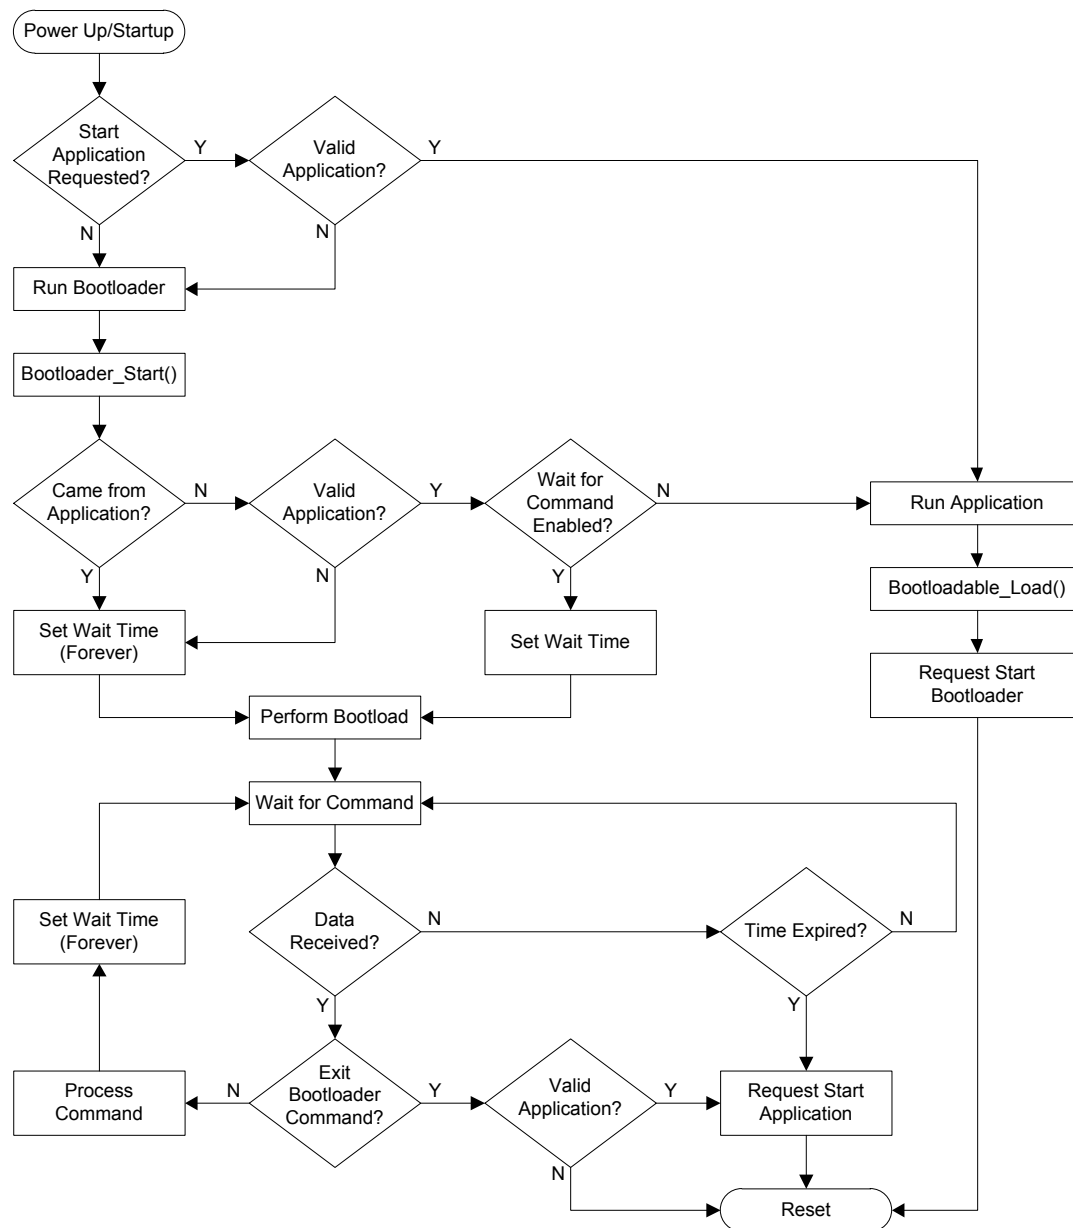 Power Up/Startup
Start
Application
Requested?
Y
Valid
Application?
Y
N
N
Run Bootloader
Bootloader_Start()
Came from
Application?
N
Valid
Application?
Y
Wait for
Command
Enabled?
N
Run Application
Y
N
Y
Bootloadable_Load()
Set Wait Time
(Forever)
Set Wait Time
Request Start
Bootloader
Perform Bootload
Wait for Command
Set Wait Time
(Forever)
Data
Received?
N
Time Expired?
N
Y
Y
Process
Command
N
Exit
Bootloader
Command?
Y
Valid
Application?
Y
Request Start
Application
N
Reset